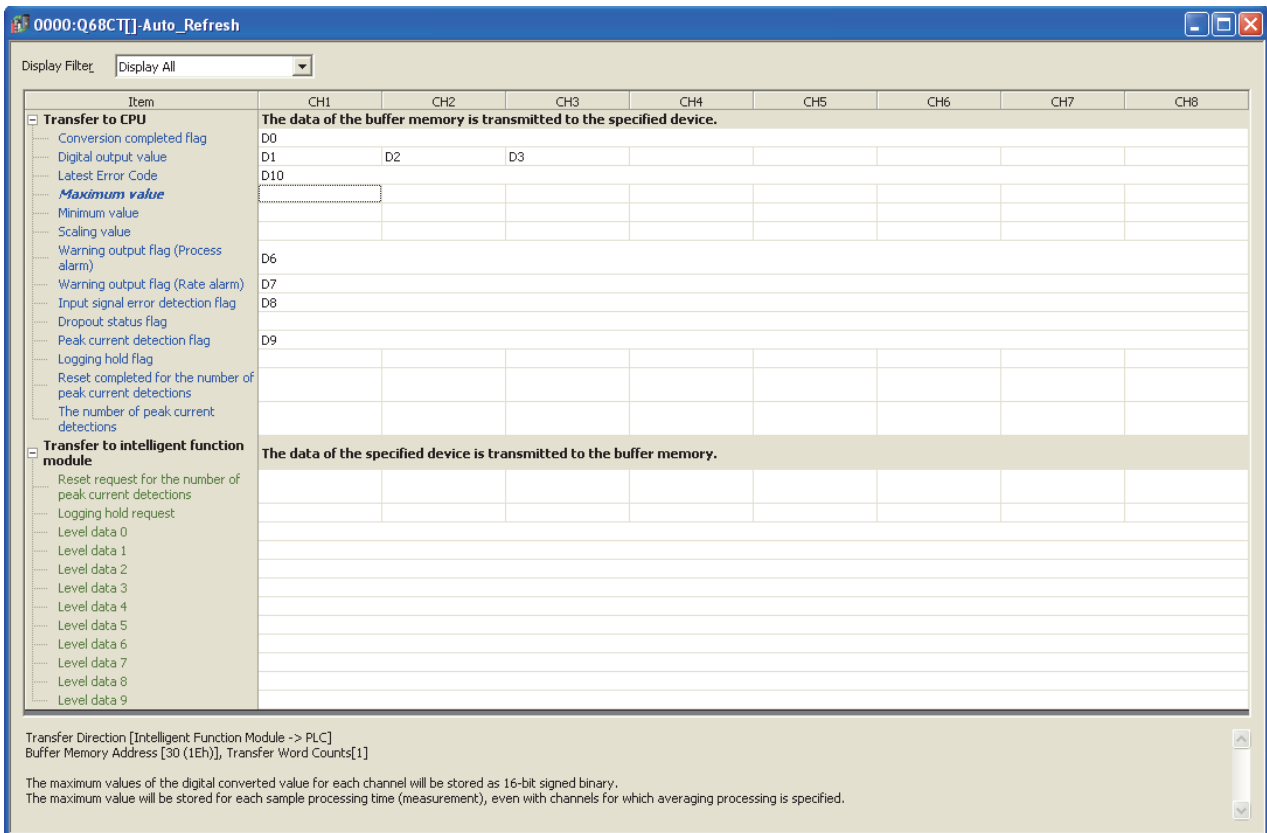 0000:Q68CT[]-Auto_Refresh
Display Filter Display All
Item CH1 CH2 CH3 CH4 CH5 CH6 CH7 CH8
Transfer to CPU The data of the buffer memory is transmitted to the specified device.
Conversion completed flag D0
Digital output value D1 D2 D3
Latest Error Code D10
Maximum value
Minimum value
Scaling value
Warning output flag (Process
alarm) D6
Warning output flag (Rate alarm) D7
Input signal error detection flag D8
Dropout status flag
Peak current detection flag D9
Logging hold flag
Reset completed for the number of
peak current detections
The number of peak current
detections
Transfer to intelligent function
module The data of the specified device is transmitted to the buffer memory.
Reset request for the number of
peak current detections
Logging hold request
Level data 0
Level data 1
Level data 2
Level data 3
Level data 4
Level data 5
Level data 6
Level data 7
Level data 8
Level data 9
Transfer Direction [Intelligent Function Module -> PLC]
Buffer Memory Address [30 (1Eh)], Transfer Word Counts[1]
The maximum values of the digital converted value for each channel will be stored as 16-bit signed binary.
The maximum value will be stored for each sample processing time (measurement), even with channels for which averaging processing is specified.